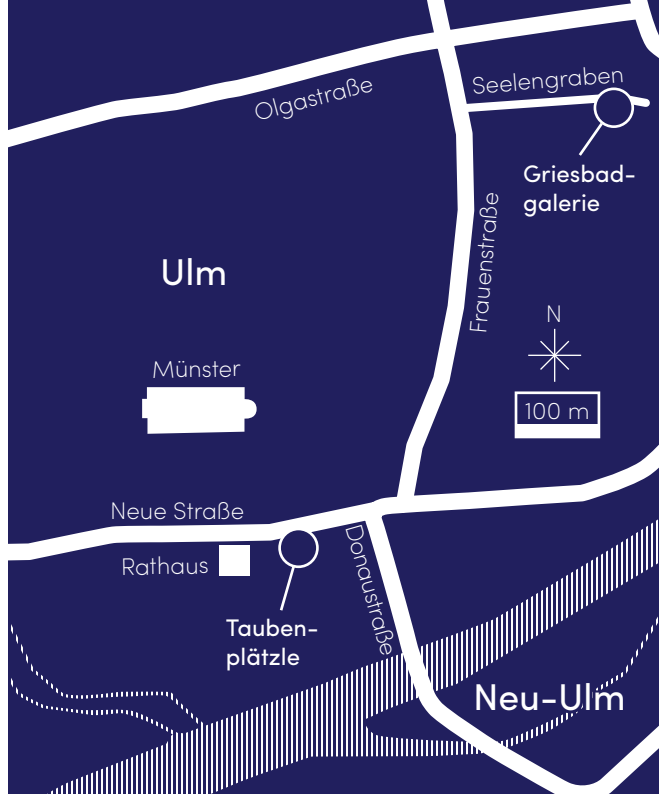 Olgastraße
Seelengraben
Griesbad-
galerie
Frauenstraße
Ulm
N
Münster
100 m
Neue Straße
Rathaus
Donaustraße
Tauben-
plätzle
Neu-Ulm